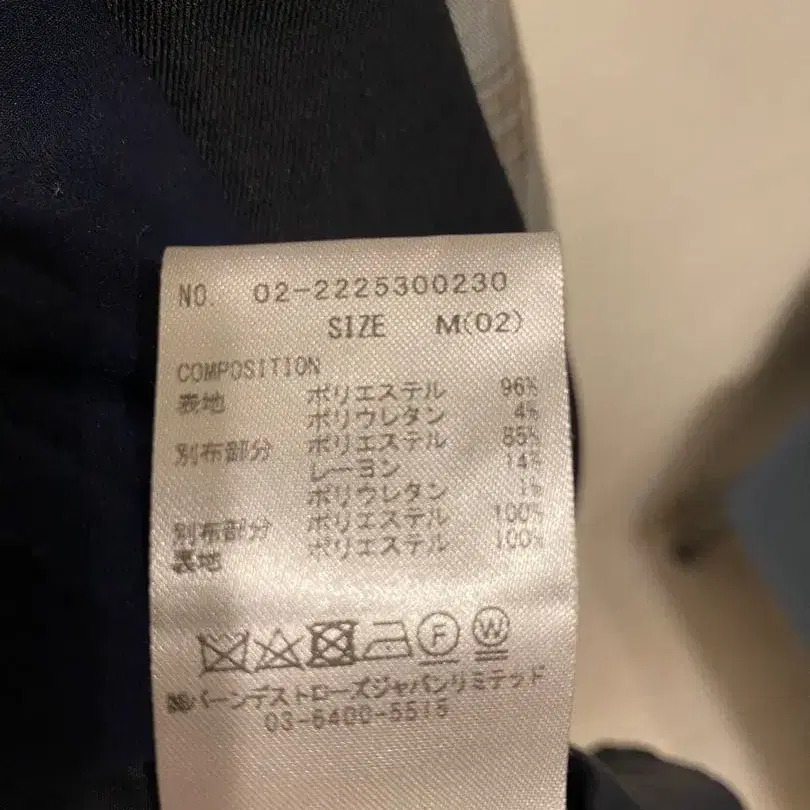 NO. 02-2225300230
SIZE M(02)
COMPOSITION
表地 ポリエステル 96%
ポリウレタン 4%
別布部分 ポリエステル 85%
レーヨン 14%
ポリウレタン 1%
別布部分 ポリエステル 100%
表地 ポリエステル 100%
F W
㈱バーンデストローズジャパンリミテッド
03-5400-5515